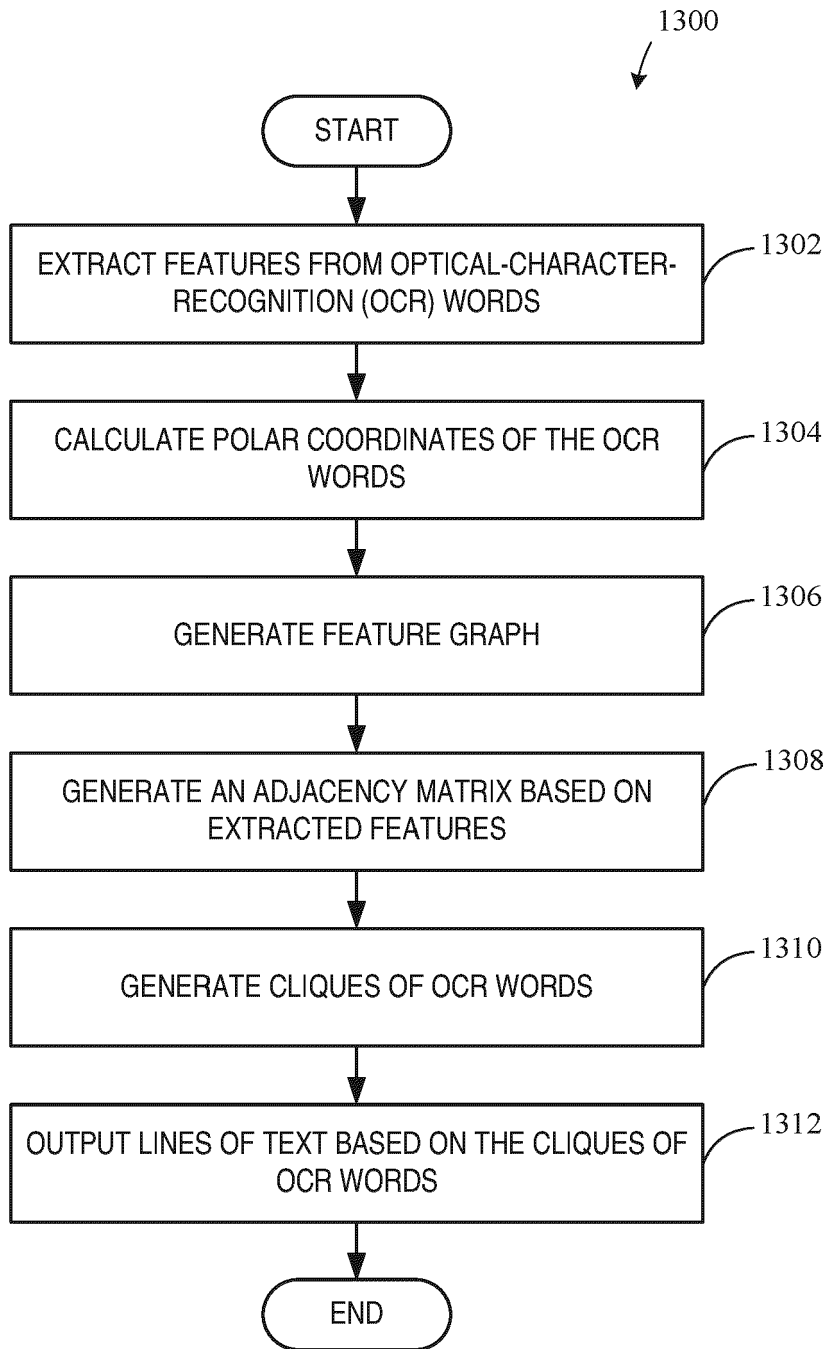 1300
START
EXTRACT FEATURES FROM OPTICAL-CHARACTER-
RECOGNITION (OCR) WORDS
1302
CALCULATE POLAR COORDINATES OF THE OCR
WORDS
1304
GENERATE FEATURE GRAPH
1306
GENERATE AN ADJACENCY MATRIX BASED ON
EXTRACTED FEATURES
1308
GENERATE CLIQUES OF OCR WORDS
1310
OUTPUT LINES OF TEXT BASED ON THE CLIQUES OF
OCR WORDS
1312
END